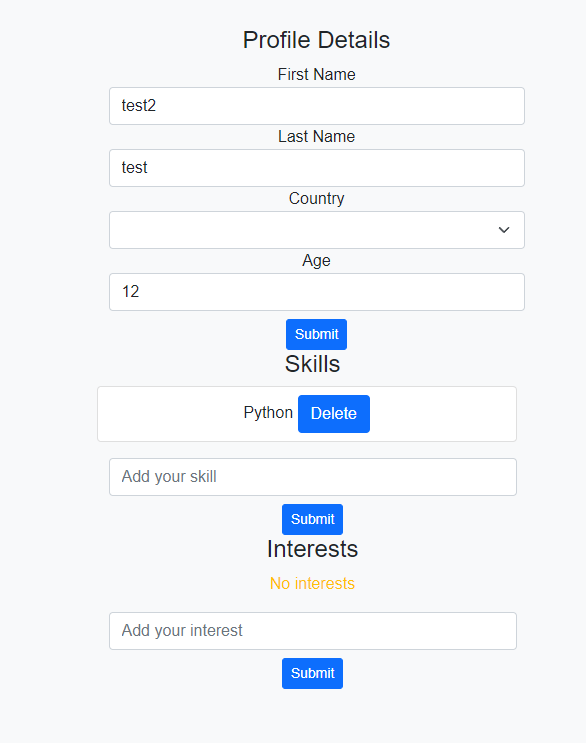 Profile Details
First Name
test2
Last Name
test
Country
Age
12
Submit
Skills
Python Delete
Add your skill
Submit
Interests
No interests
Add your interest
Submit